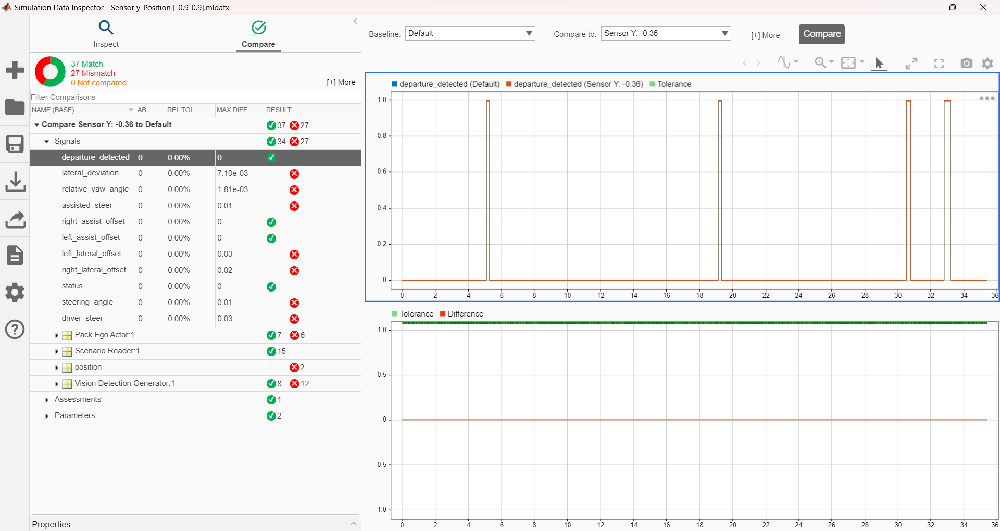 Simulation Data Inspector - Sensor y-Position [-0.9-0.9].mldatx
Inspect
Compare
37 Match
27 Mismatch
0 Not compared
[+] More
Filter Comparisons
NAME (BASE) AB... REL TOL MAX DIFF RESULT
Compare Sensor Y: -0.36 to Default 37 27
Signals 34 27
departure_detected 0 0.00% 0
lateral_deviation 0 0.00% 7.10e-03
relative_yaw_angle 0 0.00% 1.81e-03
assisted_steer 0 0.00% 0.01
right_assist_offset 0 0.00% 0
left_assist_offset 0 0.00% 0
left_lateral_offset 0 0.00% 0.03
right_lateral_offset 0 0.00% 0.02
status 0 0.00% 0
steering_angle 0 0.00% 0.01
driver_steer 0 0.00% 0.03
Pack Ego Actor:1 7 6
Scenario Reader:1 15
position 2
Vision Detection Generator:1 8 12
Assessments 1
Parameters 2
Properties
Baseline: Default Compare to: Sensor Y: -0.36 [+] More Compare
departure_detected (Default) departure_detected (Sensor Y: -0.36) Tolerance
1.0
0.8
0.6
0.4
0.2
0
0 2 4 6 8 10 12 14 16 18 20 22 24 26 28 30 32 34 36
Tolerance Difference
1.0
0.5
0
-0.5
-1.0
0 2 4 6 8 10 12 14 16 18 20 22 24 26 28 30 32 34 36